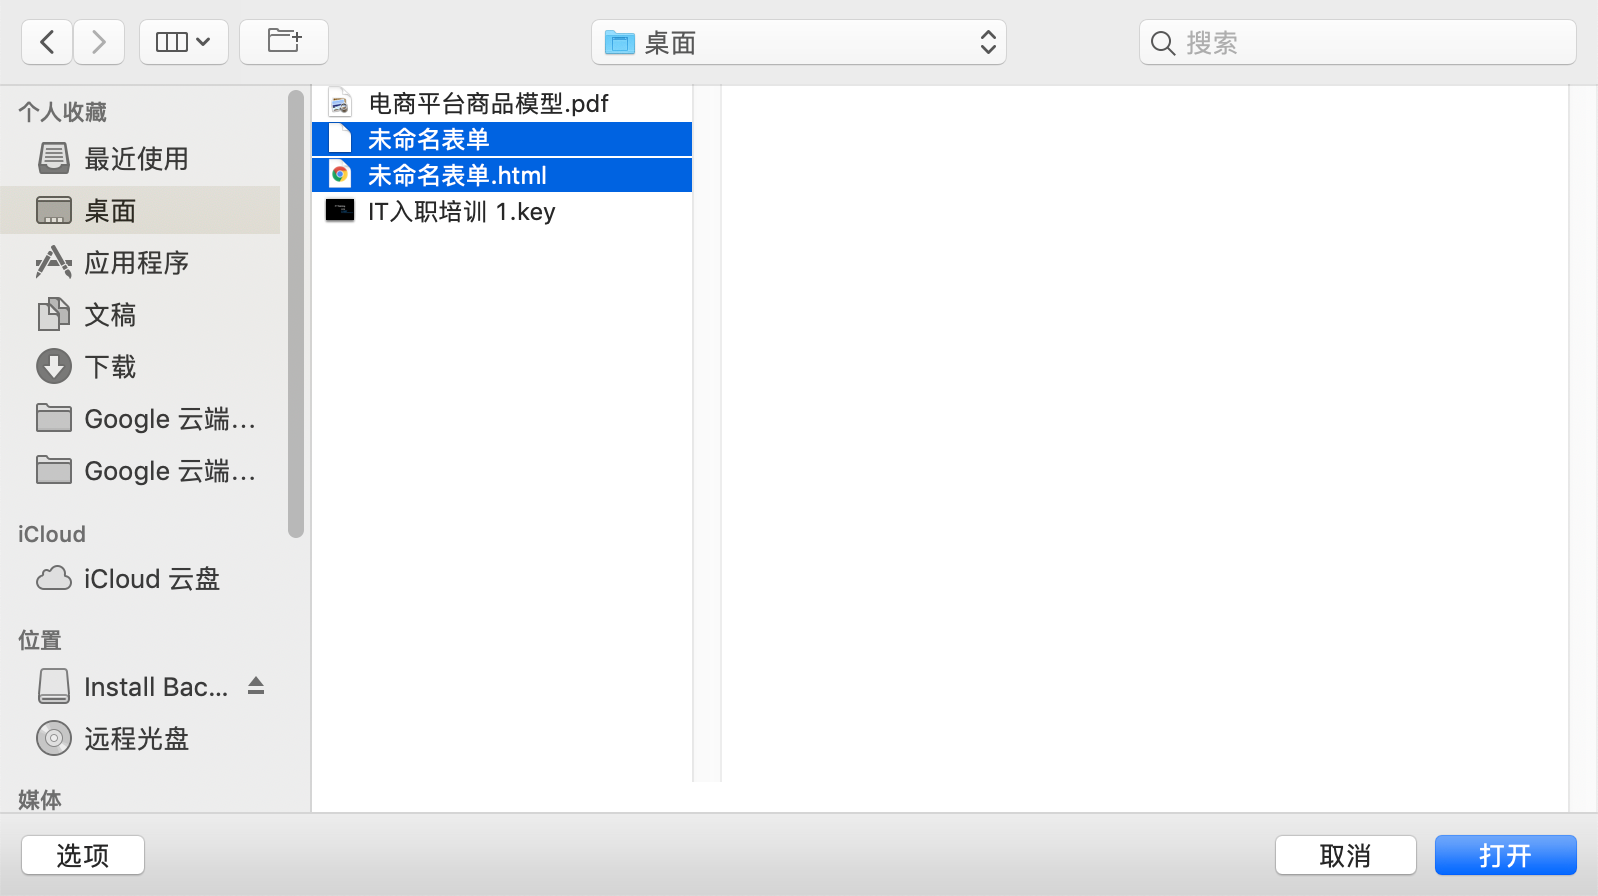 桌面
搜索
个人收藏
最近使用
桌面
应用程序
文稿
下载
Google 云端…
Google 云端…
iCloud
iCloud 云盘
位置
Install Bac…
远程光盘
媒体
电商平台商品模型.pdf
未命名表单
未命名表单.html
IT入职培训 1.key
选项
取消
打开